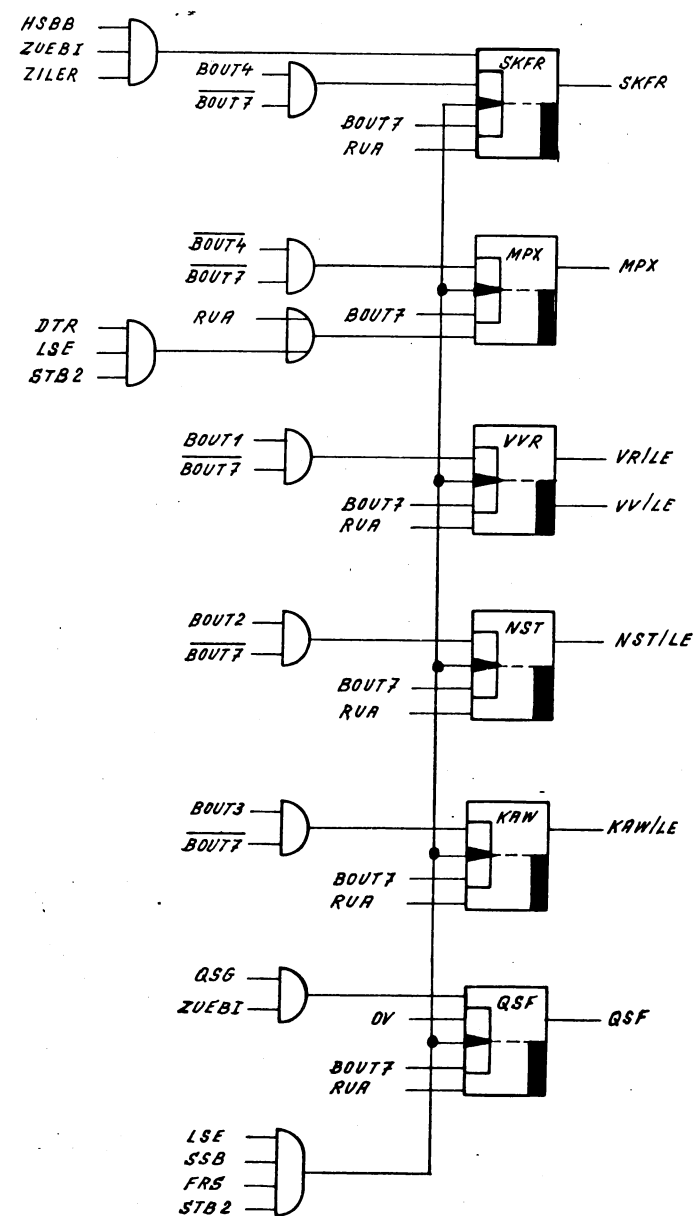 HSBB
ZUEBI
ZILER
BOUT4
BOUT7
BOUT7
RUA
SKFR
SKFR
BOUT4
BOUT7
RUA
BOUT7
DTR
LSE
STB2
MPX
MPX
BOUT1
BOUT7
BOUT7
RUA
VVR
VR/LE
VV/LE
BOUT2
BOUT7
BOUT7
RUA
NST
NST/LE
BOUT3
BOUT7
BOUT7
RUA
KAW
KAW/LE
QSG
ZUEBI
OV
BOUT7
RUA
QSF
QSF
LSE
SSB
FRS
STB2